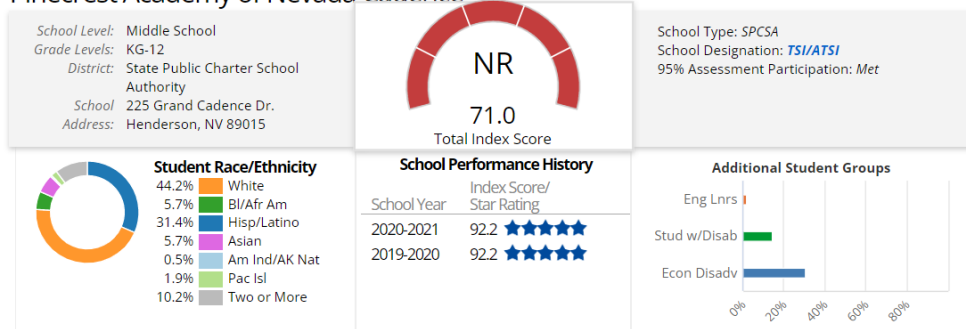 Pinecrest Academy of Nevada
School Level: Middle School
Grade Levels: KG-12
District: State Public Charter School
Authority
School 225 Grand Cadence Dr.
Address: Henderson, NV 89015
NR
71.0
Total Index Score
School Type: SPCSA
School Designation: TSI/ATSI
95% Assessment Participation: Met
Student Race/Ethnicity
44.2% White
5.7% Bl/Afr Am
31.4% Hisp/Latino
5.7% Asian
0.5% Am Ind/AK Nat
1.9% Pac Isl
10.2% Two or More
School Performance History
Index Score/
School Year Star Rating
2020-2021 92.2
2019-2020 92.2
Additional Student Groups
Eng Lnrs
Stud w/Disab
Econ Disadv
0% 20% 40% 60% 80%